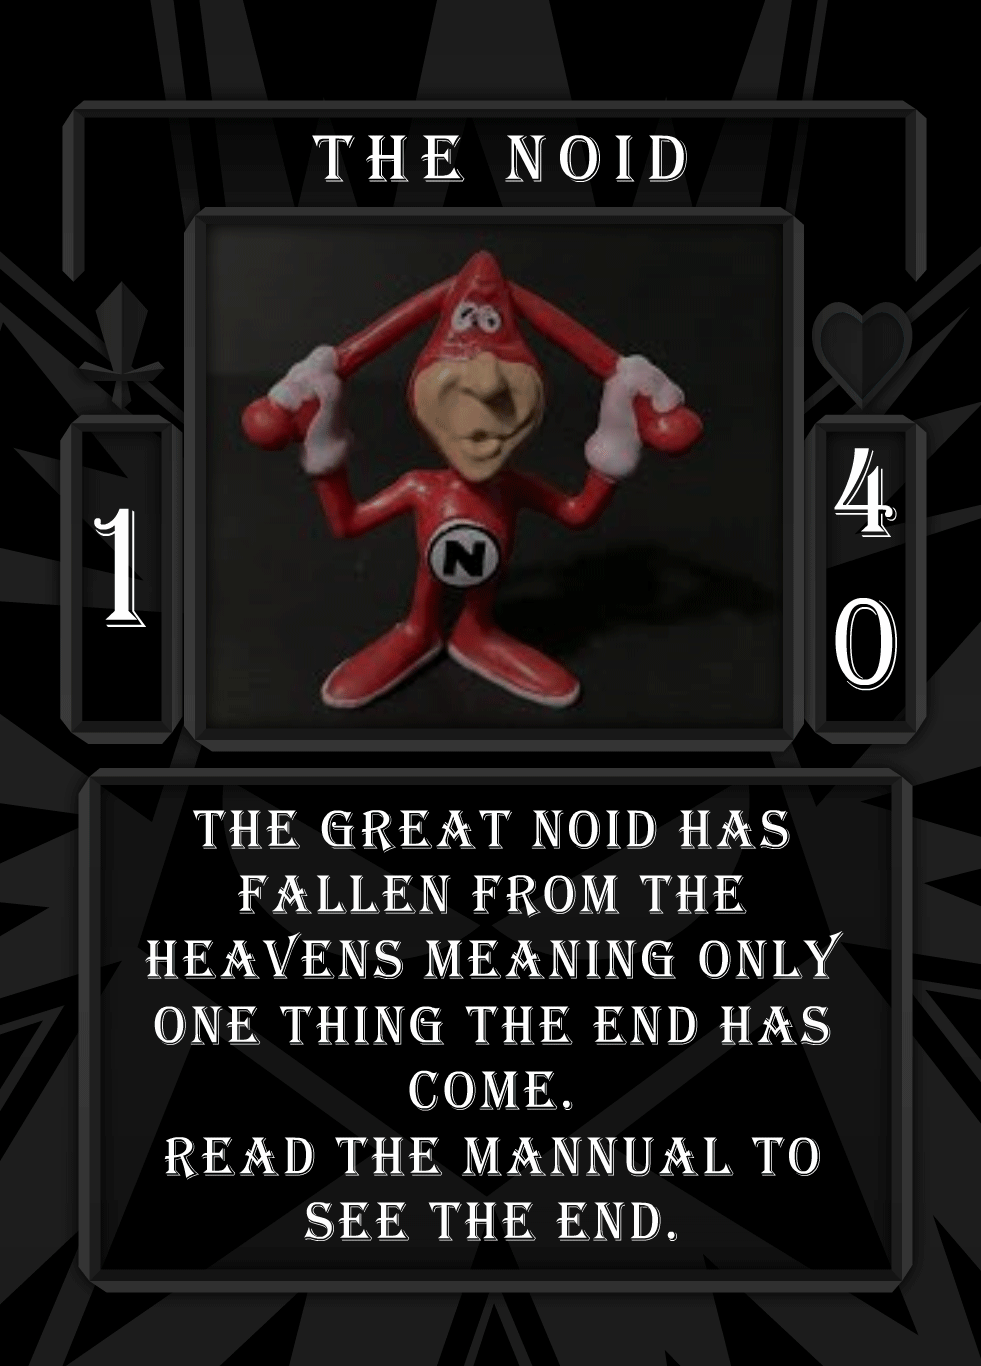 THE NOID
1
4
0
N
THE GREAT NOID HAS
FALLEN FROM THE
HEAVENS MEANING ONLY
ONE THING THE END HAS
COME.
READ THE MANNUAL TO
SEE THE END.